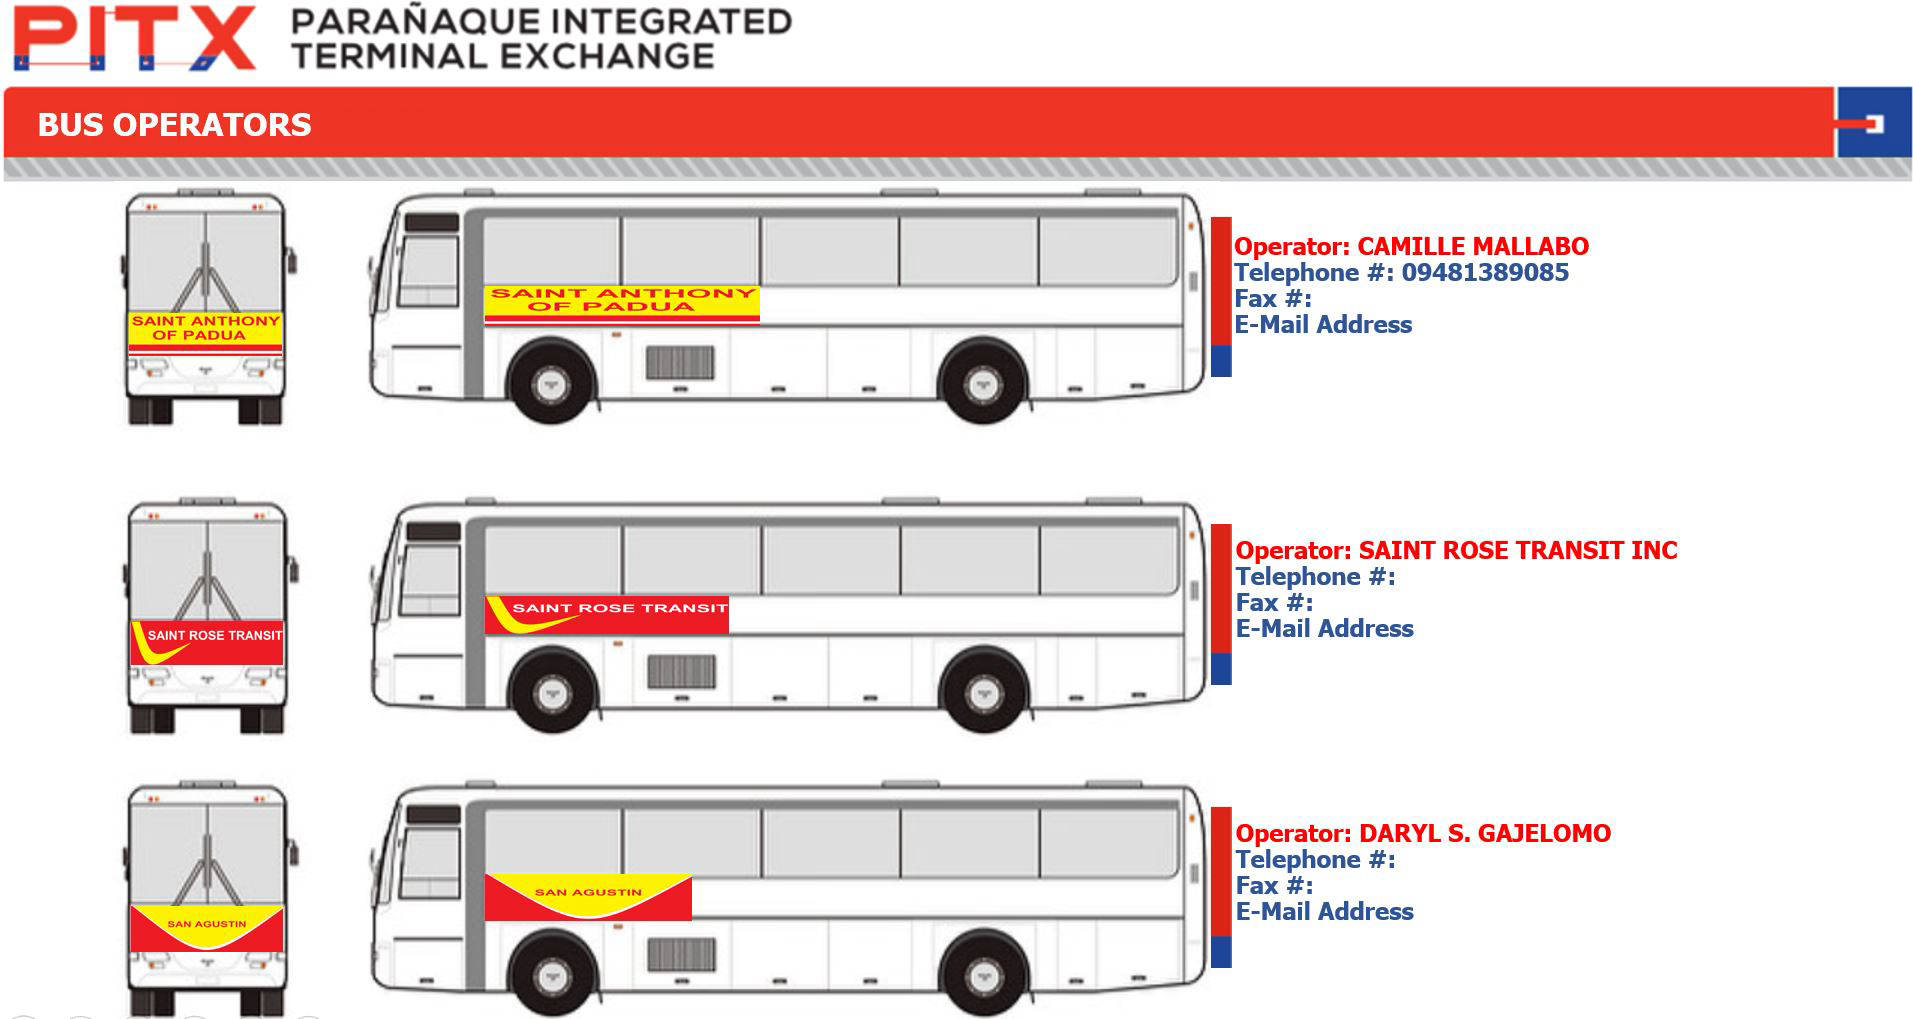 PITX
PARAÑAQUE INTEGRATED
TERMINAL EXCHANGE
BUS OPERATORS
SAINT ANTHONY
OF PADUA
SAINT ANTHONY
OF PADUA
Operator: CAMILLE MALLABO
Telephone #: 09481389085
Fax #:
E-Mail Address
SAINT ROSE TRANSIT
SAINT ROSE TRANSIT
Operator: SAINT ROSE TRANSIT INC
Telephone #:
Fax #:
E-Mail Address
SAN AGUSTIN
SAN AGUSTIN
Operator: DARYL S. GAJELOMO
Telephone #:
Fax #:
E-Mail Address